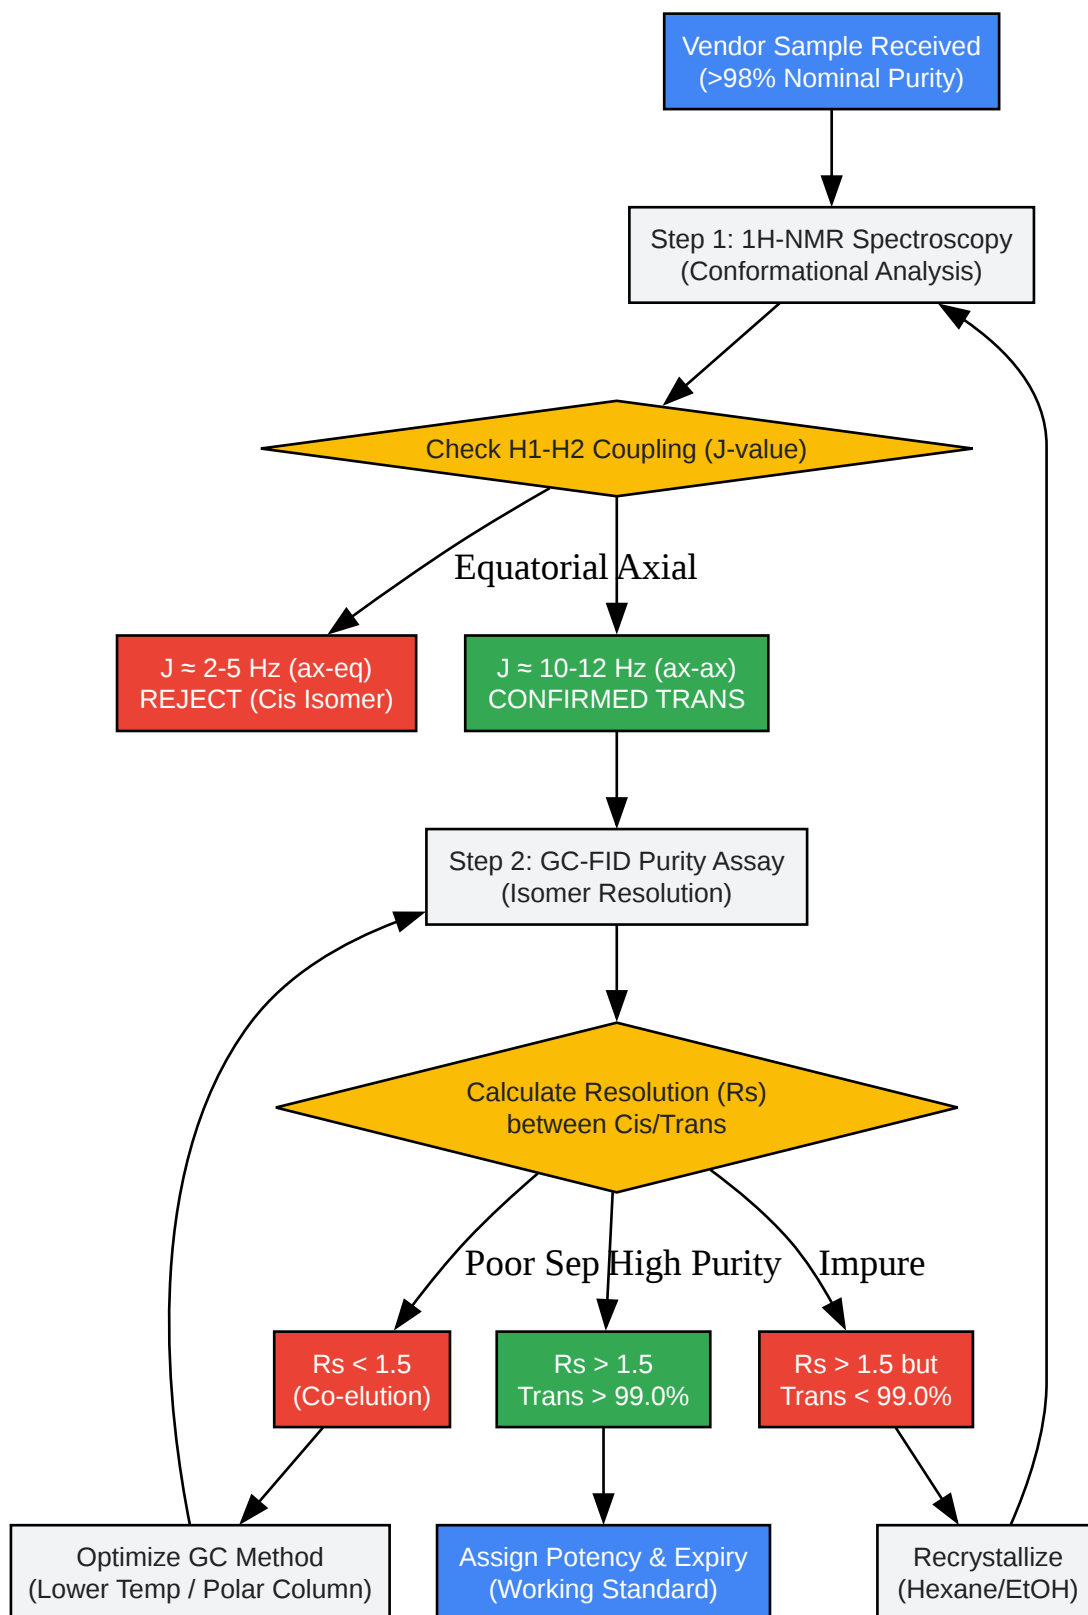 Vendor Sample Received
(>98% Nominal Purity)
Step 1: 1H-NMR Spectroscopy
(Conformational Analysis)
Check H1-H2 Coupling (J-value)
Equatorial
Axial
J ≈ 2-5 Hz (ax-eq)
REJECT (Cis Isomer)
J ≈ 10-12 Hz (ax-ax)
CONFIRMED TRANS
Step 2: GC-FID Purity Assay
(Isomer Resolution)
Calculate Resolution (Rs)
between Cis/Trans
Poor Sep
High Purity
Impure
Rs < 1.5
(Co-elution)
Rs > 1.5
Trans > 99.0%
Rs > 1.5 but
Trans < 99.0%
Optimize GC Method
(Lower Temp / Polar Column)
Assign Potency & Expiry
(Working Standard)
Recrystallize
(Hexane/EtOH)